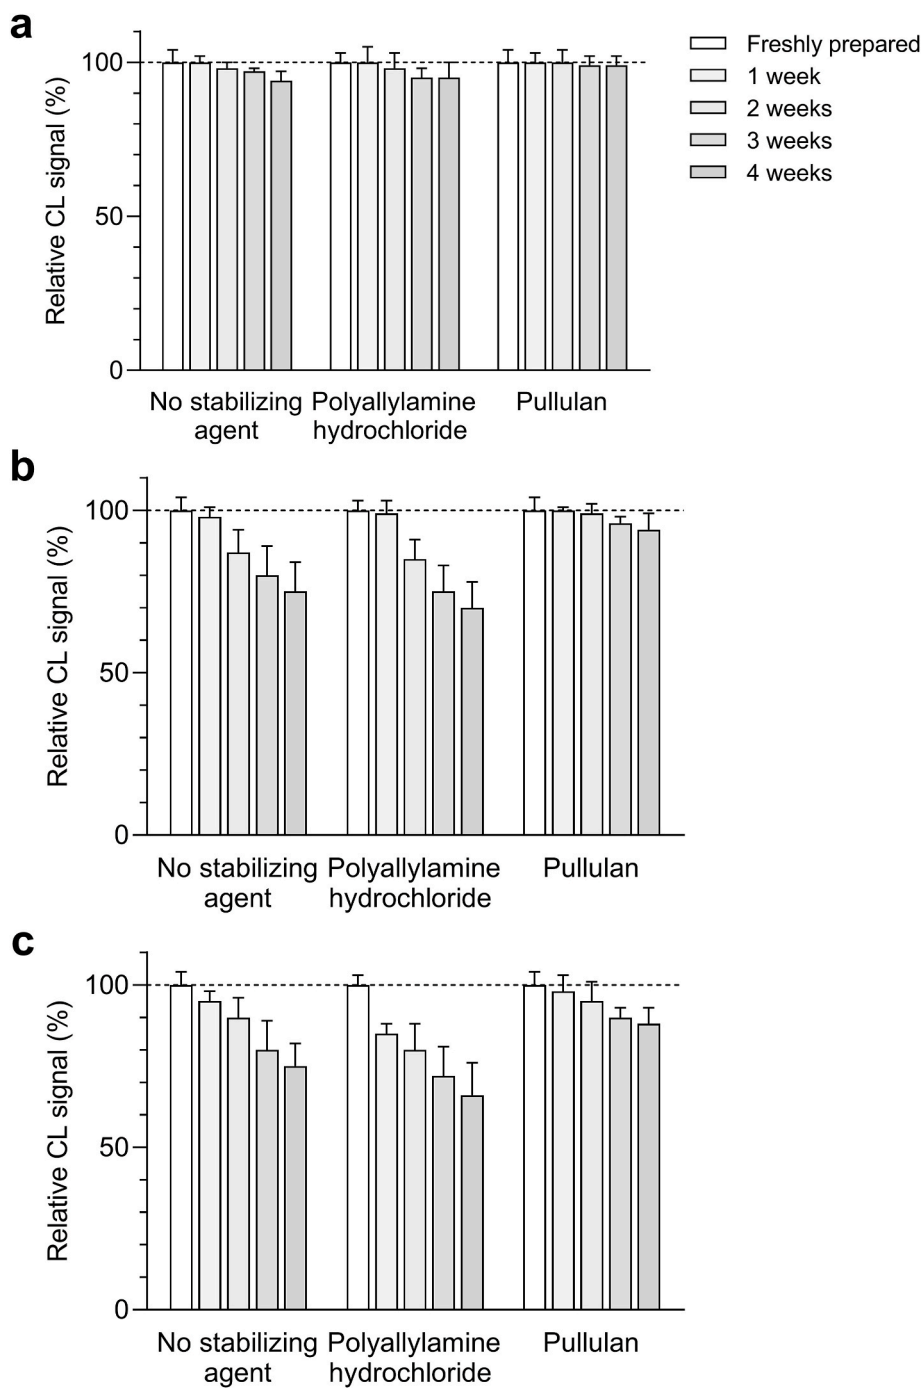 a
Relative CL signal (%)
100
50
0
No stabilizing agent
Polyallylamine hydrochloride
Pullulan
Freshly prepared
1 week
2 weeks
3 weeks
4 weeks
b
Relative CL signal (%)
100
50
0
No stabilizing agent
Polyallylamine hydrochloride
Pullulan
c
Relative CL signal (%)
100
50
0
No stabilizing agent
Polyallylamine hydrochloride
Pullulan